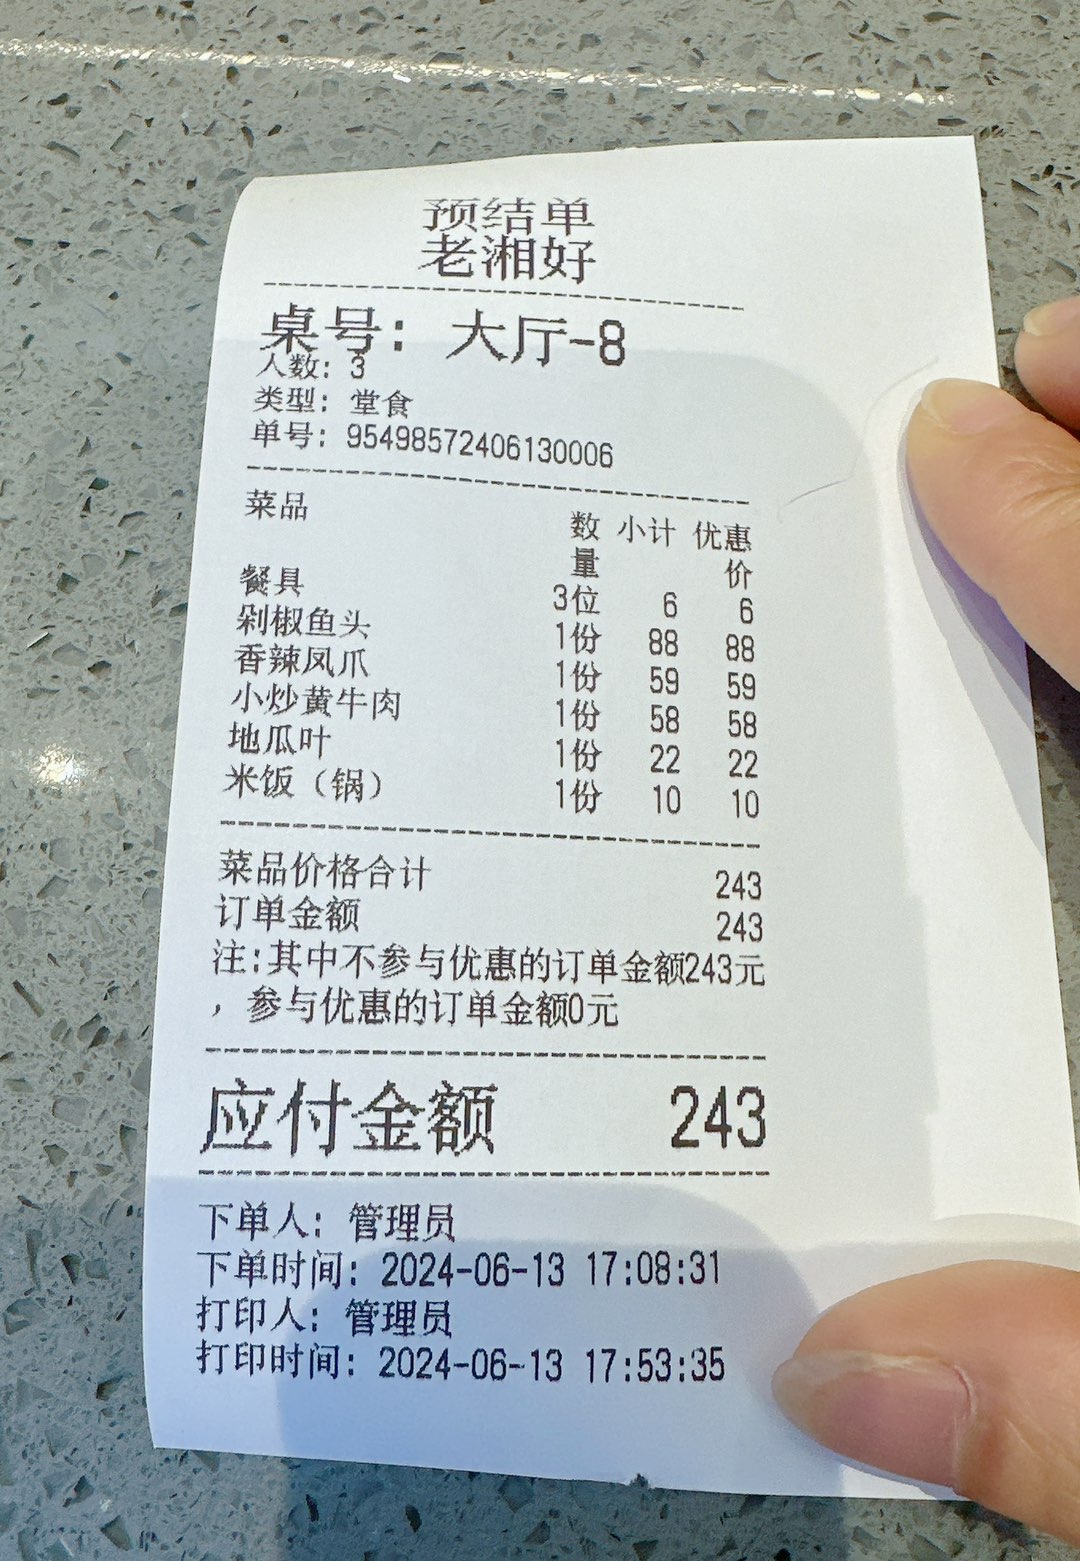 预结单
老湘好
桌号：大厅-8
人数：3
类型：堂食
单号：95498572406130006
菜品 数量 小计 优惠价
餐具 3位 6 6
剁椒鱼头 1份 88 88
香辣凤爪 1份 59 59
小炒黄牛肉 1份 58 58
地瓜叶 1份 22 22
米饭（锅） 1份 10 10
菜品价格合计 243
订单金额 243
注:其中不参与优惠的订单金额243元
，参与优惠的订单金额0元
应付金额 243
下单人：管理员
下单时间：2024-06-13 17:08:31
打印人：管理员
打印时间：2024-06-13 17:53:35